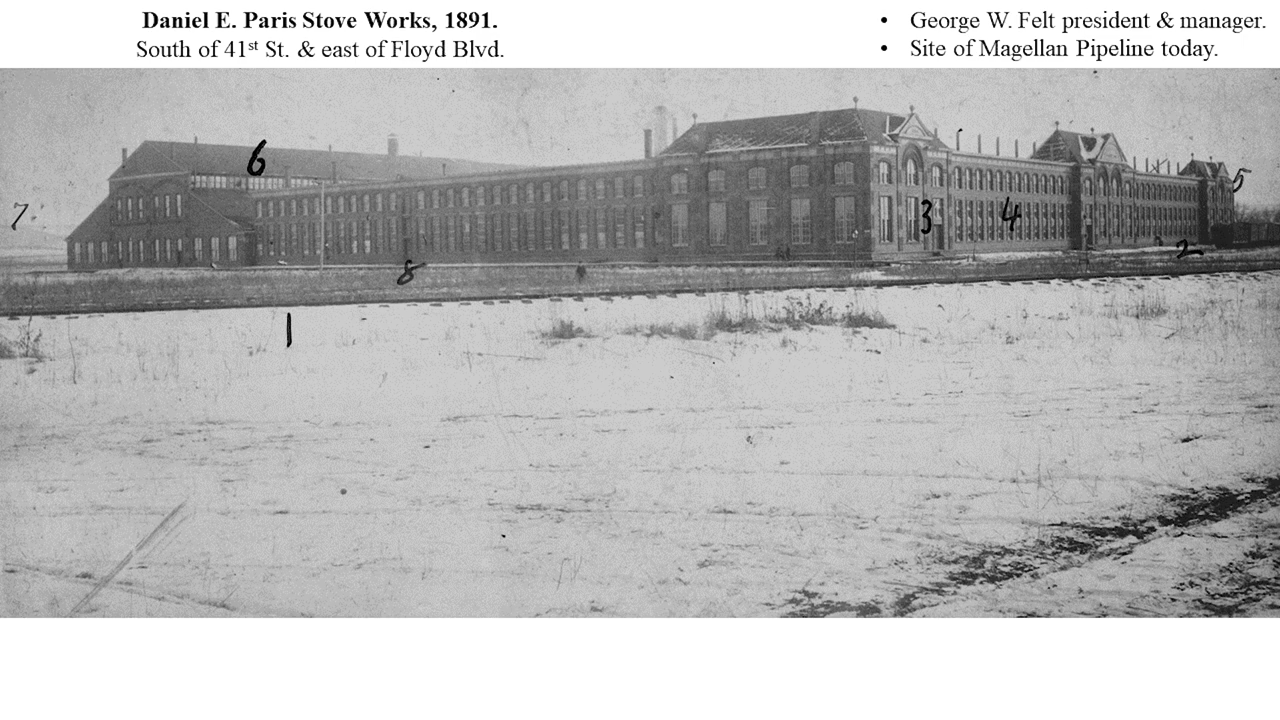 Daniel E. Paris Stove Works, 1891.
South of 41st St. & east of Floyd Blvd.
• George W. Felt president & manager.
• Site of Magellan Pipeline today.
6
7
5
3
4
2
8
1